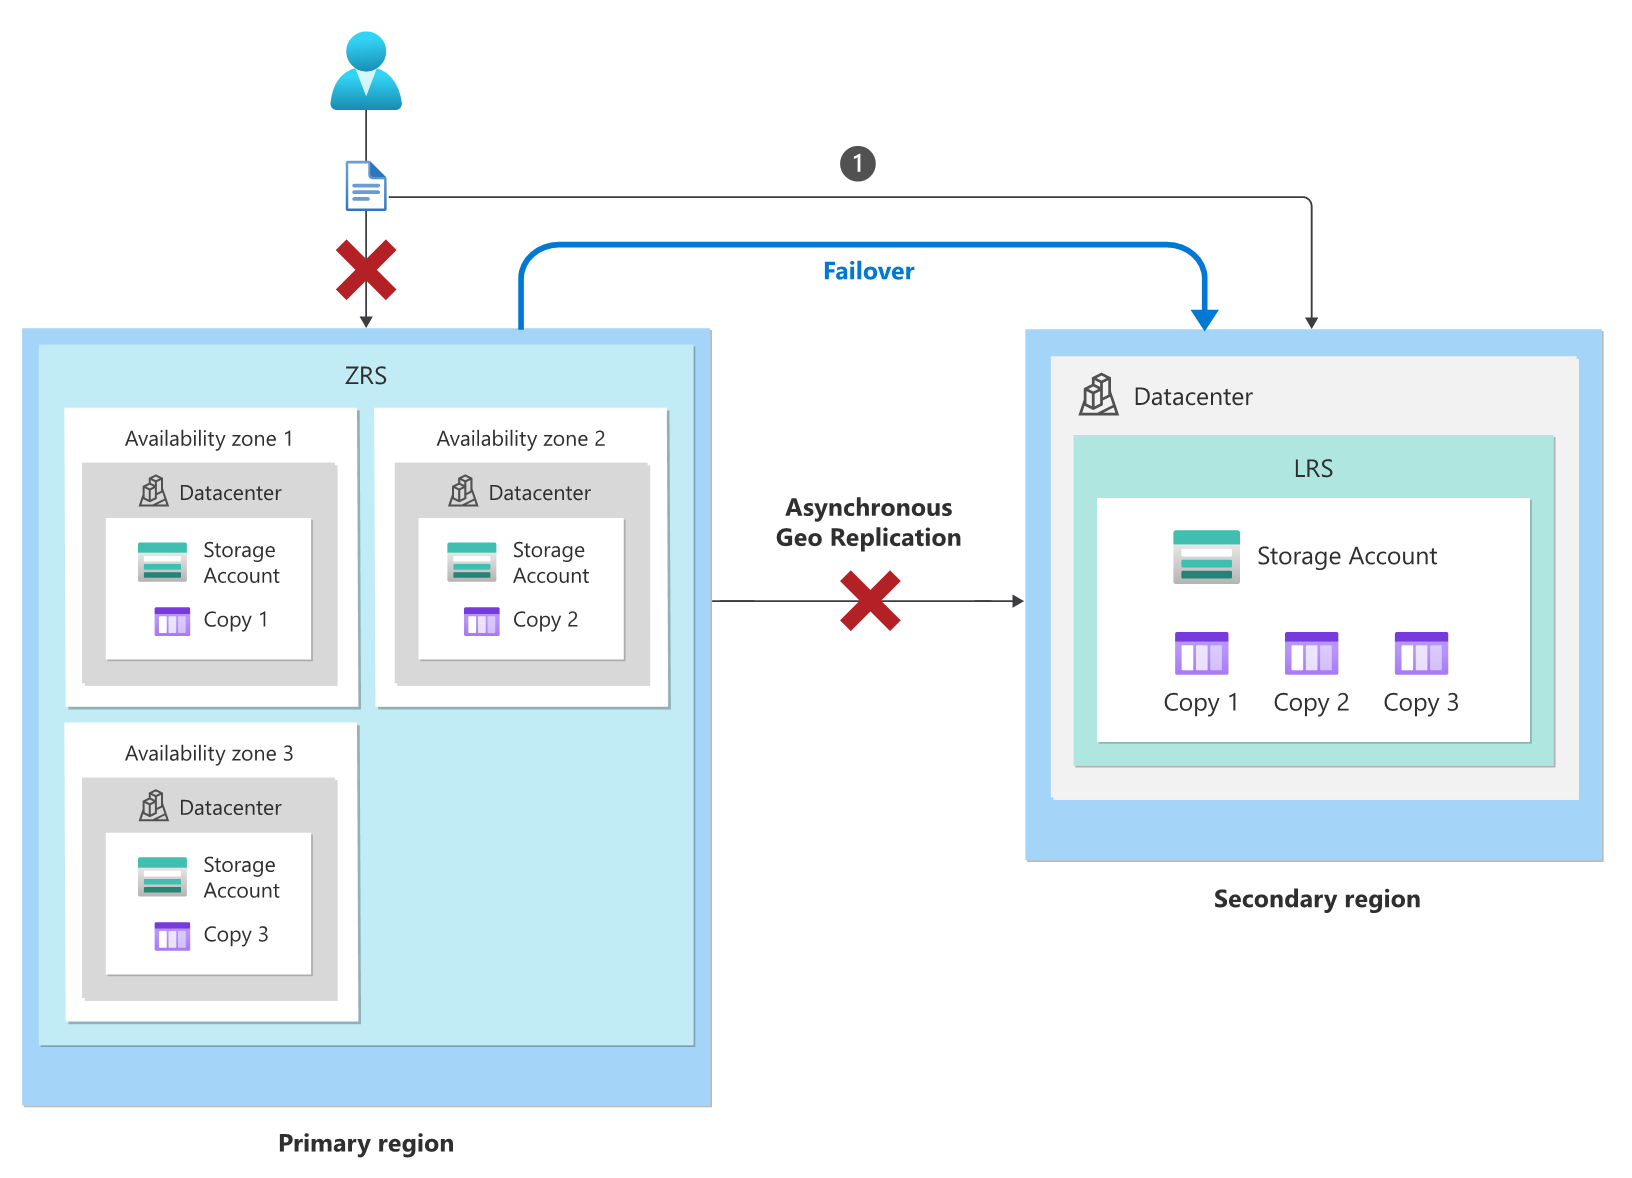 1
Failover
ZRS
Availability zone 1
Datacenter
Storage
Account
Copy 1
Availability zone 2
Datacenter
Storage
Account
Copy 2
Availability zone 3
Datacenter
Storage
Account
Copy 3
Primary region
Asynchronous
Geo Replication
Datacenter
LRS
Storage Account
Copy 1
Copy 2
Copy 3
Secondary region